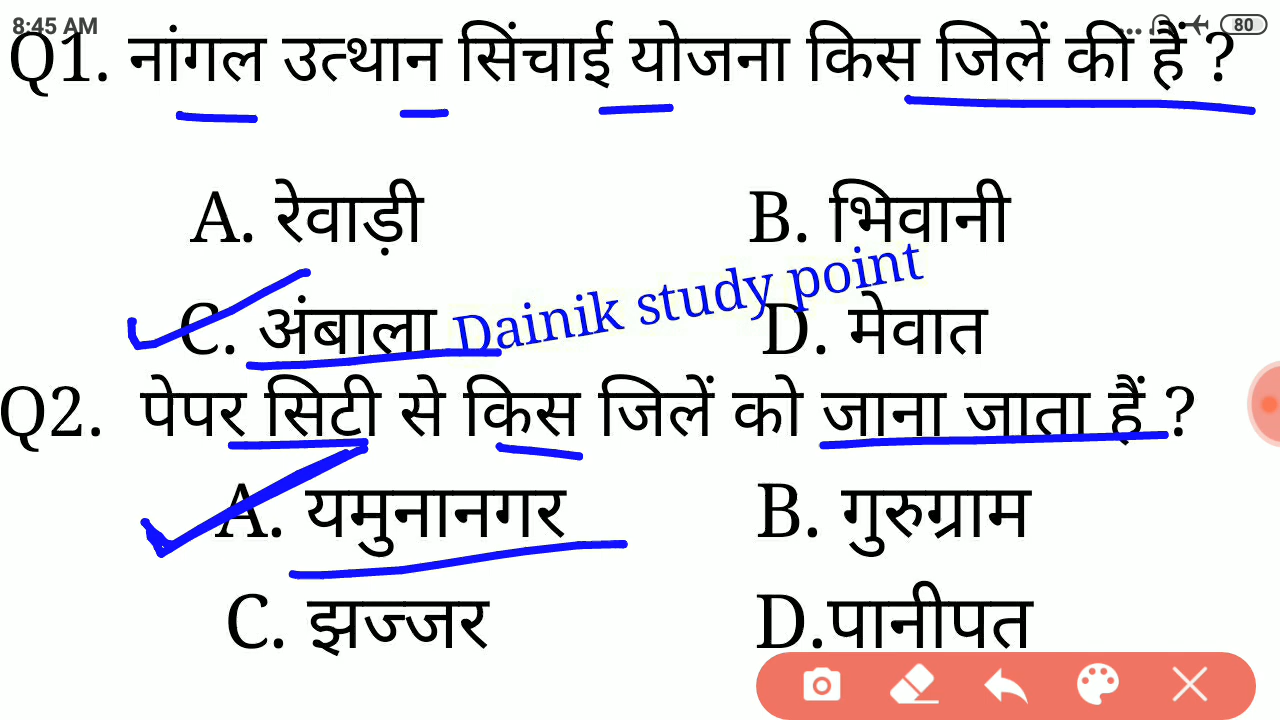 8:45 AM
80
Q1. नांगल उत्थान सिंचाई योजना किस जिलें की है ?
A. रेवाड़ी B. भिवानी
Dainik study point
C. अंबाला D. मेवात
Q2. पेपर सिटी से किस जिलें को जाना जाता हैं ?
A. यमुनानगर B. गुरुग्राम
C. झज्जर D.पानीपत